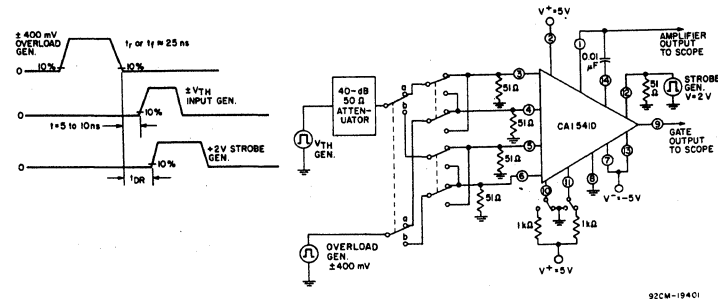 ± 400 mV
OVERLOAD
GEN.
tr or tf ≈ 25 ns
10%
10%
0
± VTH
INPUT GEN.
10%
0
t=5 to 10ns
+2V STROBE
GEN.
10%
0
tDR
40-dB
50 Ω
ATTEN-
UATOR
VTH
GEN.
OVERLOAD
GEN.
±400 mV
a
b
a
b
51Ω
51Ω
51Ω
51Ω
3
4
5
6
V+=5V
2
1
0.01
μF
14
AMPLIFIER
OUTPUT
TO SCOPE
12
51
Ω
STROBE
GEN.
V=2V
CA1541D
9
GATE OUTPUT
TO SCOPE
10
11
8
7
13
V-=-5V
1kΩ
1kΩ
V+=5V
92CM-19401